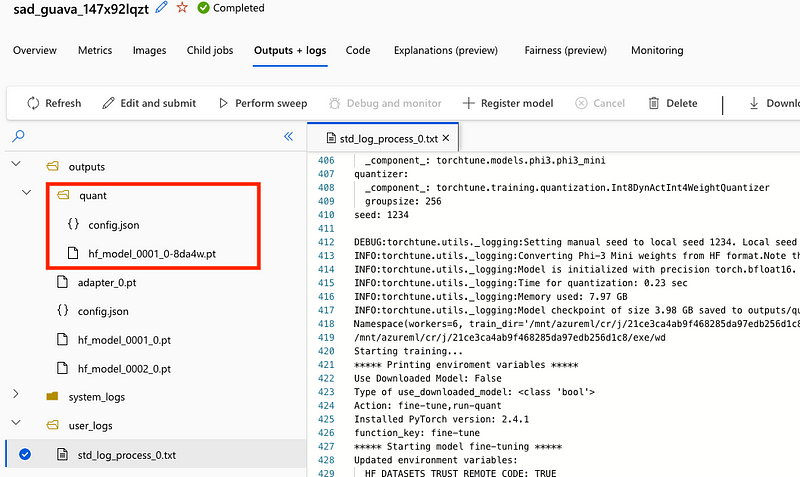 sad_guava_147x92lqzt Completed
Overview Metrics Images Child jobs Outputs + logs Code Explanations (preview) Fairness (preview) Monitoring
Refresh Edit and submit Perform sweep Debug and monitor Register model Cancel Delete Downlo
outputs
quant
config.json
hf_model_0001_0-8da4w.pt
adapter_0.pt
config.json
hf_model_0001_0.pt
hf_model_0002_0.pt
system_logs
user_logs
std_log_process_0.txt
std_log_process_0.txt
406 _component_: torchtune.models.phi3.phi3_mini
407 quantizer:
408 _component_: torchtune.training.quantization.Int8DynActInt4WeightQuantizer
409 groupsize: 256
410 seed: 1234
411
412 DEBUG:torchtune.utils._logging:Setting manual seed to local seed 1234. Local seed
413 INFO:torchtune.utils._logging:Converting Phi-3 Mini weights from HF format.Note th
414 INFO:torchtune.utils._logging:Model is initialized with precision torch.bfloat16.
415 INFO:torchtune.utils._logging:Time for quantization: 0.23 sec
416 INFO:torchtune.utils._logging:Memory used: 7.97 GB
417 INFO:torchtune.utils._logging:Model checkpoint of size 3.98 GB saved to outputs/qu
418 Namespace(workers=6, train_dir='/mnt/azureml/cr/j/21ce3ca4ab9f468285da97edb256d1c8
419 /mnt/azureml/cr/j/21ce3ca4ab9f468285da97edb256d1c8/exe/wd
420 Starting training...
421 ***** Printing enviroment variables *****
422 Use Downloaded Model: False
423 Type of use_downloaded_model: <class 'bool'>
424 Action: fine-tune,run-quant
425 Installed PyTorch version: 2.4.1
426 function_key: fine-tune
427 ***** Starting model fine-tuning *****
428 Updated environment variables:
429 HF_DATASETS_TRUST_REMOTE_CODE: TRUE